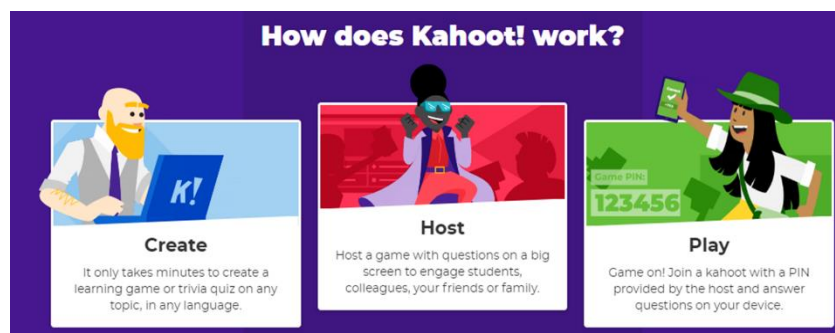 How does Kahoot! work?
K!
Create
It only takes minutes to create a
learning game or trivia quiz on any
topic, in any language.
Host
Host a game with questions on a big
screen to engage students,
colleagues, your friends or family.
Game PIN:
123456
Play
Game on! Join a kahoot with a PIN
provided by the host and answer
questions on your device.